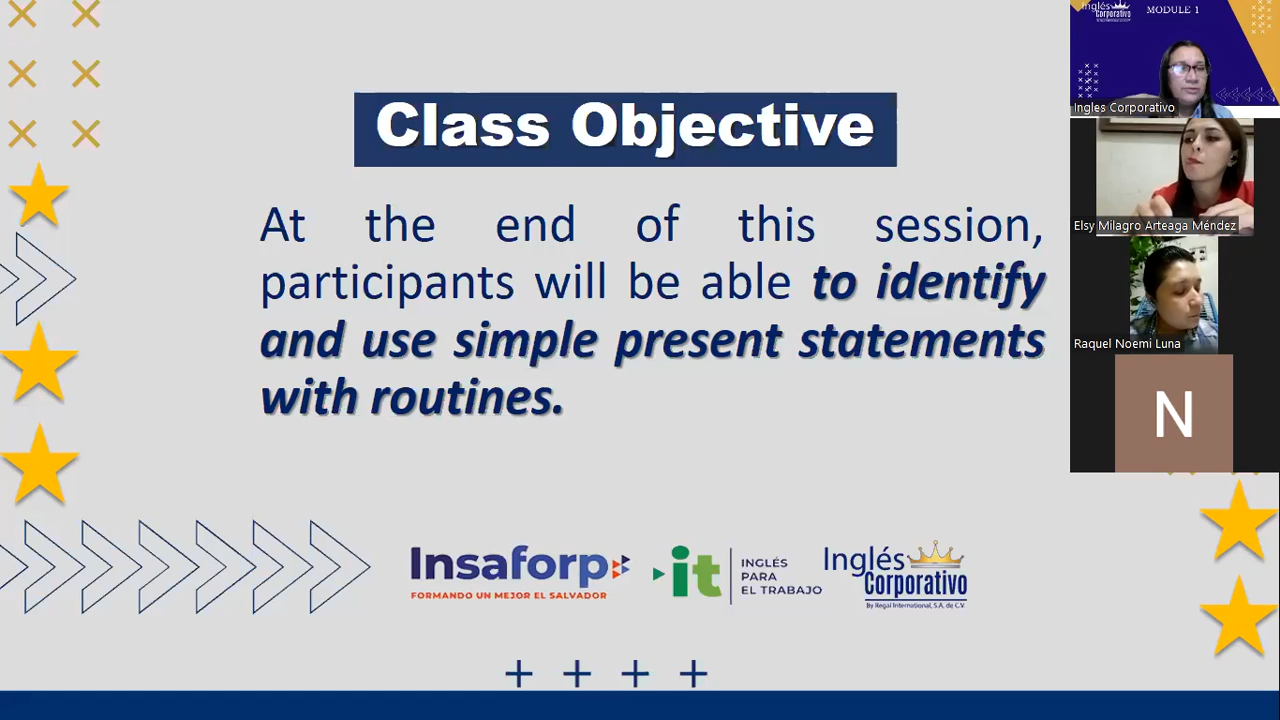 Class Objective
At the end of this session,
participants will be able to identify
and use simple present statements
with routines.
Insaforp
FORMANDO UN MEJOR EL SALVADOR
it
INGLÉS
PARA
EL TRABAJO
Inglés
Corporativo
By Regal International, S.A. de C.V.
Inglés
Corporativo
MODULE 1
Ingles Corporativo
Elsy Milagro Arteaga Méndez
Raquel Noemi Luna
N